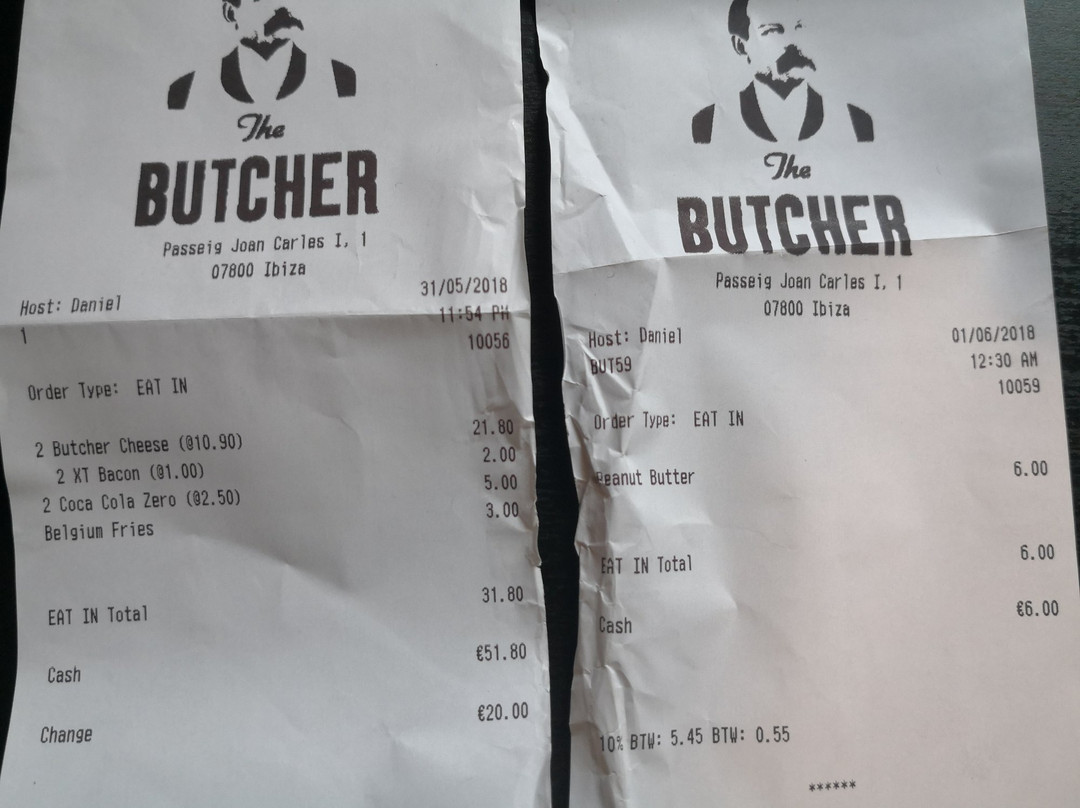 The
BUTCHER
Passeig Joan Carles I, 1
07800 Ibiza
Host: Daniel 31/05/2018
1 11:54 PM
10056
Order Type: EAT IN
2 Butcher Cheese (@10.90) 21.80
2 XT Bacon (@1.00) 2.00
2 Coca Cola Zero (@2.50) 5.00
Belgium Fries 3.00
EAT IN Total 31.80
Cash €51.80
Change €20.00
The
BUTCHER
Passeig Joan Carles I, 1
07800 Ibiza
Host: Daniel 01/06/2018
BUT59 12:30 AM
10059
Order Type: EAT IN
Peanut Butter 6.00
EAT IN Total 6.00
Cash €6.00
10% BTW: 5.45 BTW: 0.55
******